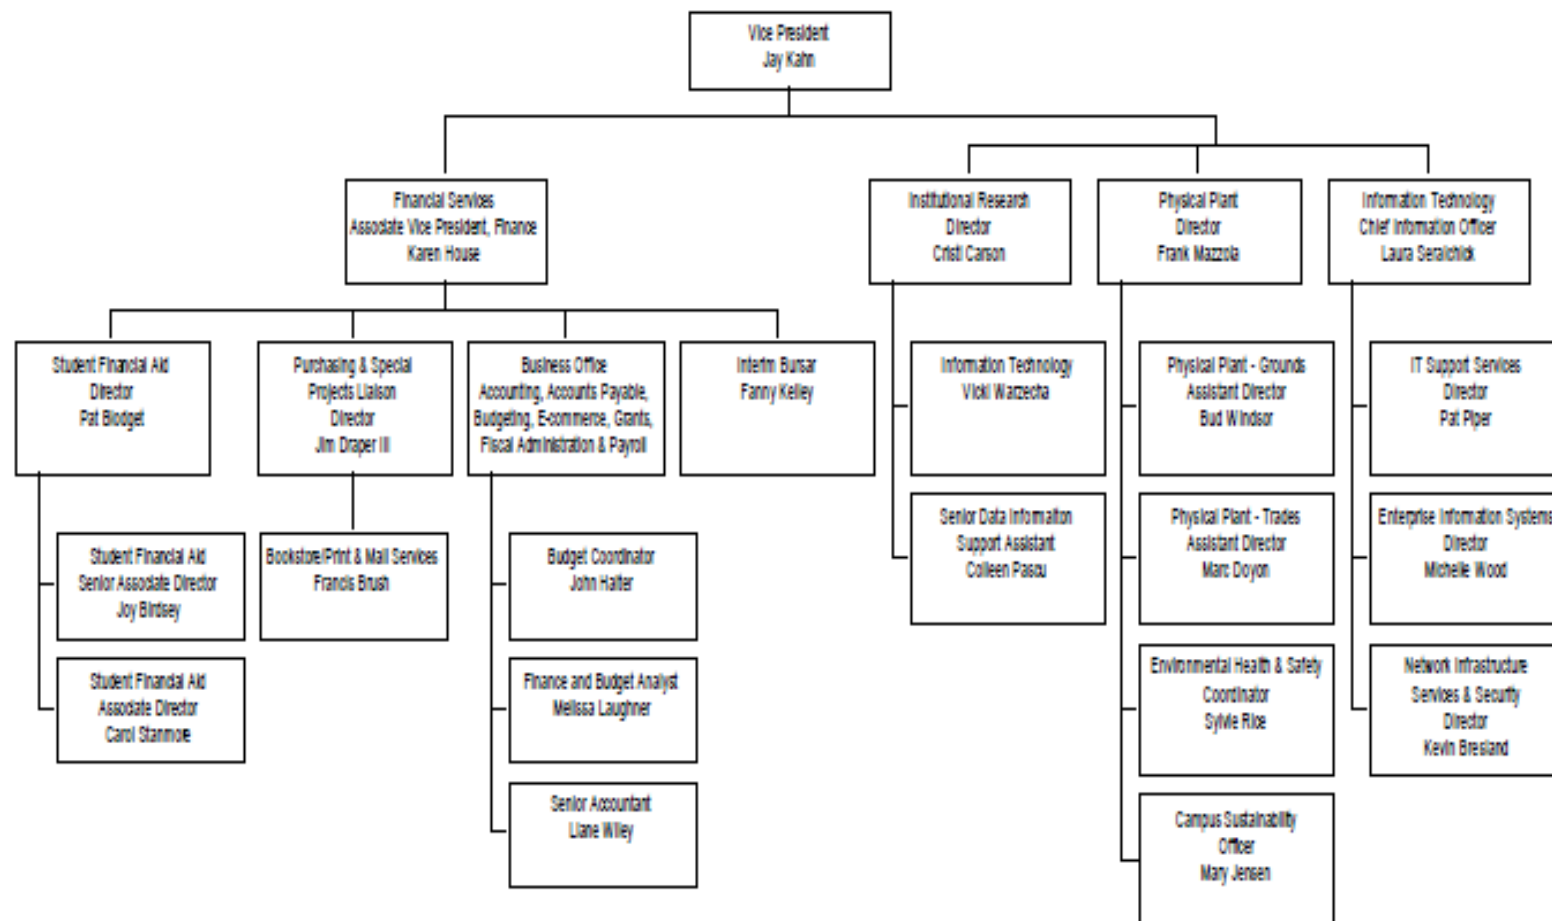 Vice President
Jay Kahn
Financial Services
Associate Vice President, Finance
Karen House
Institutional Research
Director
Cristi Carson
Physical Plant
Director
Frank Mazzola
Information Technology
Chief Information Officer
Laura Seraichick
Student Financial Aid
Director
Pat Blodget
Purchasing & Special
Projects Liaison
Director
Jim Draper III
Business Office
Accounting, Accounts Payable,
Budgeting, E-commerce, Grants,
Fiscal Administration & Payroll
Interim Bursar
Fanny Kelley
Information Technology
Vicki Warzecha
Physical Plant - Grounds
Assistant Director
Bud Windsor
IT Support Services
Director
Pat Piper
Senior Data Informaiton
Support Assistant
Colleen Pasou
Physical Plant - Trades
Assistant Director
Marc Doyon
Enterprise Information Systems
Director
Michelle Wood
Student Financial Aid
Senior Associate Director
Joy Birdsey
Bookstore/Print & Mail Services
Francis Brush
Budget Coordinator
John Halter
Student Financial Aid
Associate Director
Carol Stanmore
Finance and Budget Analyst
Melissa Laughner
Environmental Health & Safety
Coordinator
Sylvie Rice
Network Infrastructure
Services & Security
Director
Kevin Bresland
Senior Accountant
Liane Wiley
Campus Sustainability
Officer
Mary Jensen